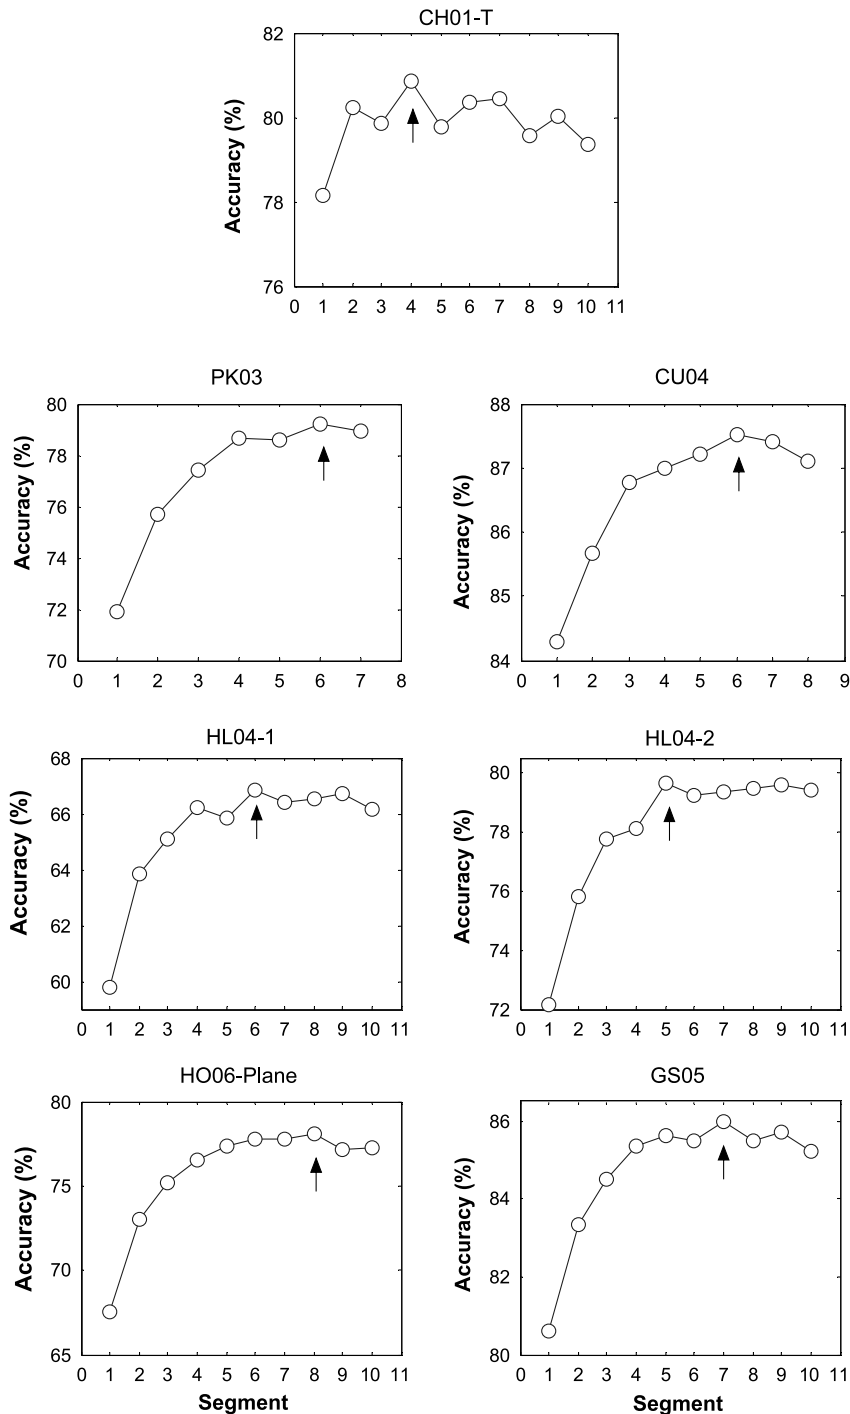 CH01-T
82
80
78
76
Accuracy (%)
0 1 2 3 4 5 6 7 8 9 10 11
PK03
80
78
76
74
72
70
Accuracy (%)
0 1 2 3 4 5 6 7 8
CU04
88
87
86
85
84
Accuracy (%)
0 1 2 3 4 5 6 7 8 9
HL04-1
68
66
64
62
60
Accuracy (%)
0 1 2 3 4 5 6 7 8 9 10 11
HL04-2
80
78
76
74
72
Accuracy (%)
0 1 2 3 4 5 6 7 8 9 10 11
HO06-Plane
80
75
70
65
Accuracy (%)
0 1 2 3 4 5 6 7 8 9 10 11
Segment
GS05
86
84
82
80
Accuracy (%)
0 1 2 3 4 5 6 7 8 9 10 11
Segment